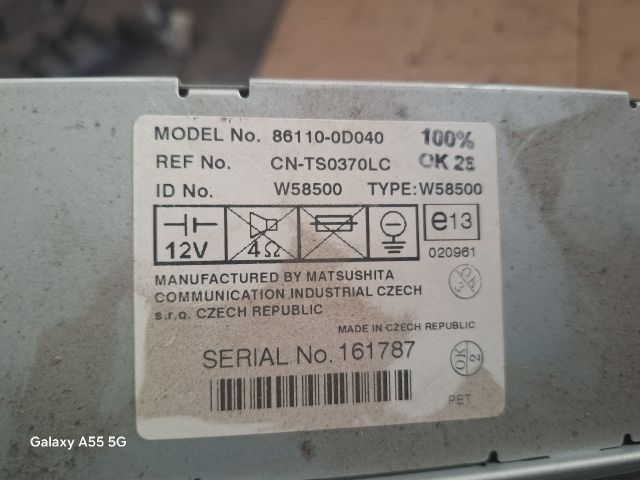 MODEL No. 86110-0D040
100%
REF No. CN-TS0370LC
OK 28
ID No. W58500 TYPE: W58500
12V
4Ω
e13
020961
MANUFACTURED BY MATSUSHITA
COMMUNICATION INDUSTRIAL CZECH
s.r.o. CZECH REPUBLIC
MADE IN CZECH REPUBLIC
SERIAL No. 161787
OK 2
PET
Galaxy A55 5G